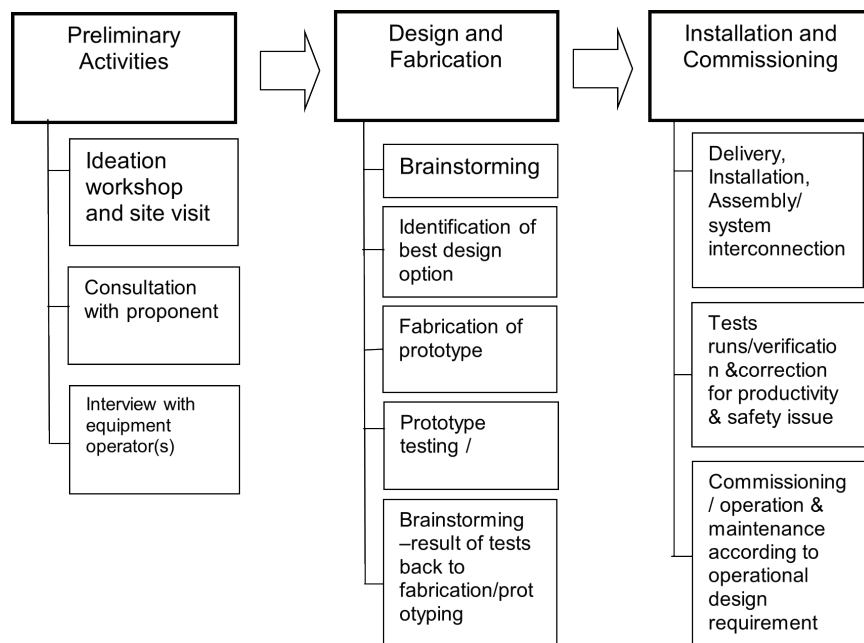 Preliminary
Activities
Ideation
workshop
and site visit
Consultation
with proponent
Interview with
equipment
operator(s)
Design and
Fabrication
Brainstorming
Identification of
best design
option
Fabrication of
prototype
Prototype
testing /
Brainstorming
–result of tests
back to
fabrication/prot
otyping
Installation and
Commissioning
Delivery,
Installation,
Assembly/
system
interconnection
Tests
runs/verificatio
n &correction
for productivity
& safety issue
Commissioning
/ operation &
maintenance
according to
operational
design
requirement